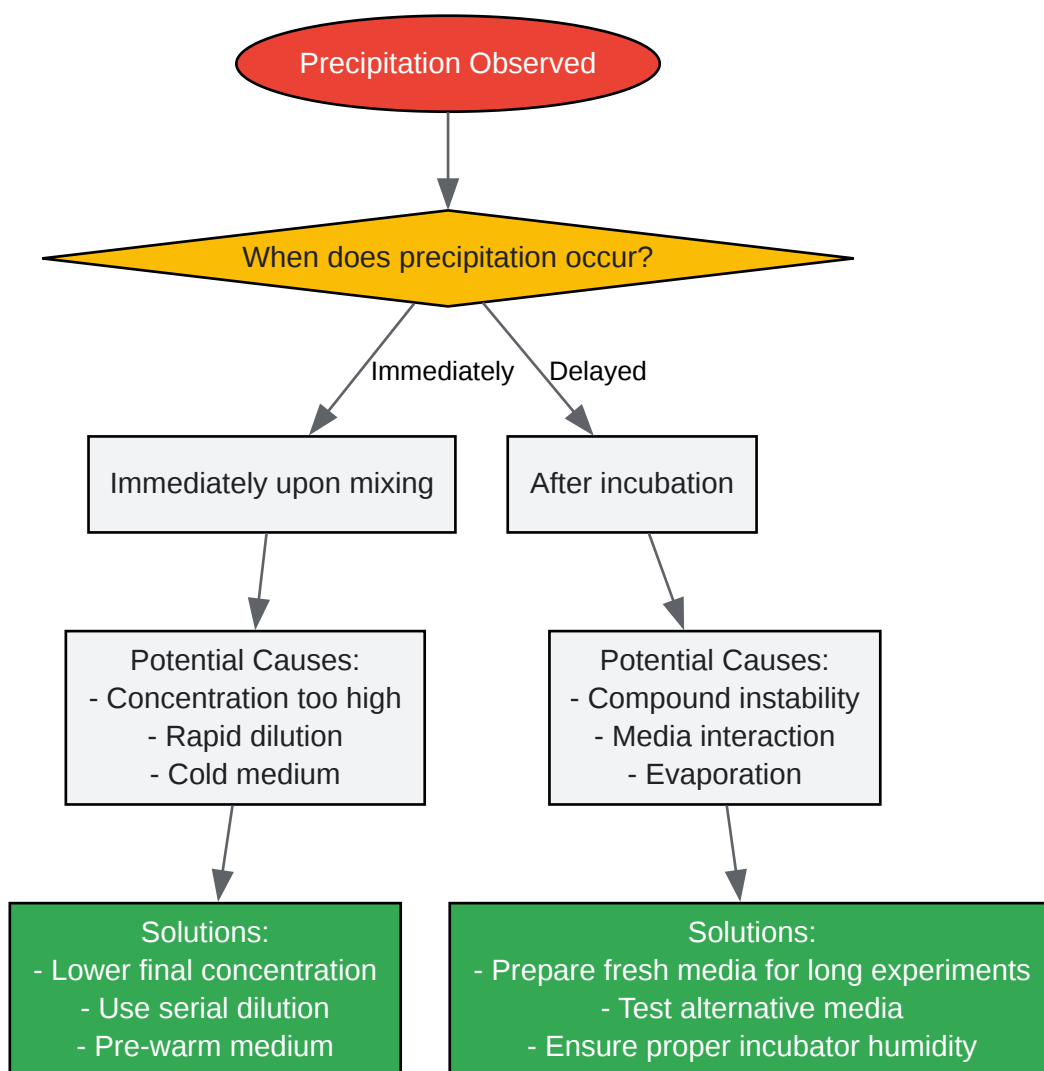 Precipitation Observed
When does precipitation occur?
Immediately
Delayed
Immediately upon mixing
After incubation
Potential Causes:
- Concentration too high
- Rapid dilution
- Cold medium
Potential Causes:
- Compound instability
- Media interaction
- Evaporation
Solutions:
- Lower final concentration
- Use serial dilution
- Pre-warm medium
Solutions:
- Prepare fresh media for long experiments
- Test alternative media
- Ensure proper incubator humidity